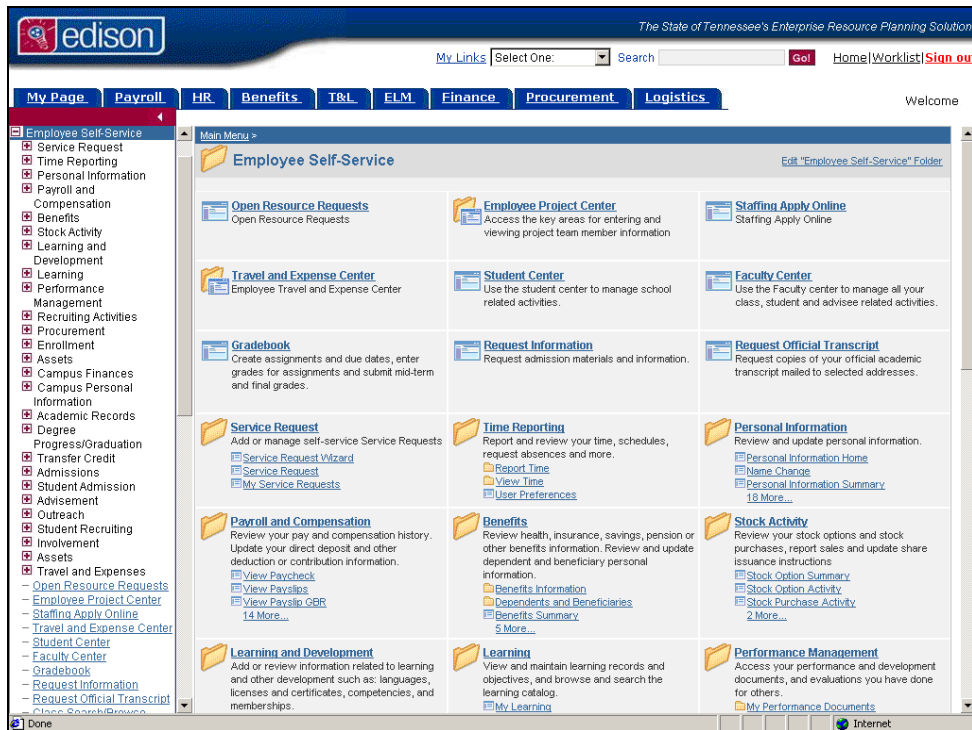 edison
The State of Tennessee's Enterprise Resource Planning Solution
My Links Select One: Search Go! Home|Worklist|Sign out
My Page Payroll HR Benefits T&L ELM Finance Procurement Logistics
Welcome
Employee Self-Service
Service Request
Time Reporting
Personal Information
Payroll and
Compensation
Benefits
Stock Activity
Learning and
Development
Learning
Performance
Management
Recruiting Activities
Procurement
Enrollment
Assets
Campus Finances
Campus Personal
Information
Academic Records
Degree
Progress/Graduation
Transfer Credit
Admissions
Student Admission
Advisement
Outreach
Student Recruiting
Involvement
Assets
Travel and Expenses
Open Resource Requests
Employee Project Center
Staffing Apply Online
Travel and Expense Center
Student Center
Faculty Center
Gradebook
Request Information
Request Official Transcript
Class Search/Browse
Main Menu >
Employee Self-Service
Edit "Employee Self-Service" Folder
Open Resource Requests
Open Resource Requests
Employee Project Center
Access the key areas for entering and
viewing project team member information
Staffing Apply Online
Staffing Apply Online
Travel and Expense Center
Employee Travel and Expense Center
Student Center
Use the student center to manage school
related activities.
Faculty Center
Use the Faculty center to manage all your
class, student and advisee related activities.
Gradebook
Create assignments and due dates, enter
grades for assignments and submit mid-term
and final grades.
Request Information
Request admission materials and information.
Request Official Transcript
Request copies of your official academic
transcript mailed to selected addresses.
Service Request
Add or manage self-service Service Requests
Service Request Wizard
Service Request
My Service Requests
Time Reporting
Report and review your time, schedules,
request absences and more.
Report Time
View Time
User Preferences
Personal Information
Review and update personal information.
Personal Information Home
Name Change
Personal Information Summary
18 More...
Payroll and Compensation
Review your pay and compensation history.
Update your direct deposit and other
deduction or contribution information.
View Paycheck
View Payslips
View Payslip GBR
14 More...
Benefits
Review health, insurance, savings, pension or
other benefits information. Review and update
dependent and beneficiary personal
information.
Benefits Information
Dependents and Beneficiaries
Benefits Summary
5 More...
Stock Activity
Review your stock options and stock
purchases, report sales and update share
issuance instructions
Stock Option Summary
Stock Option Activity
Stock Purchase Activity
2 More...
Learning and Development
Add or review information related to learning
and other development such as: languages,
licenses and certificates, competencies, and
memberships.
Learning
View and maintain learning records and
objectives, and browse and search the
learning catalog.
My Learning
Performance Management
Access your performance and development
documents, and evaluations you have done
for others.
My Performance Documents
Done
Internet